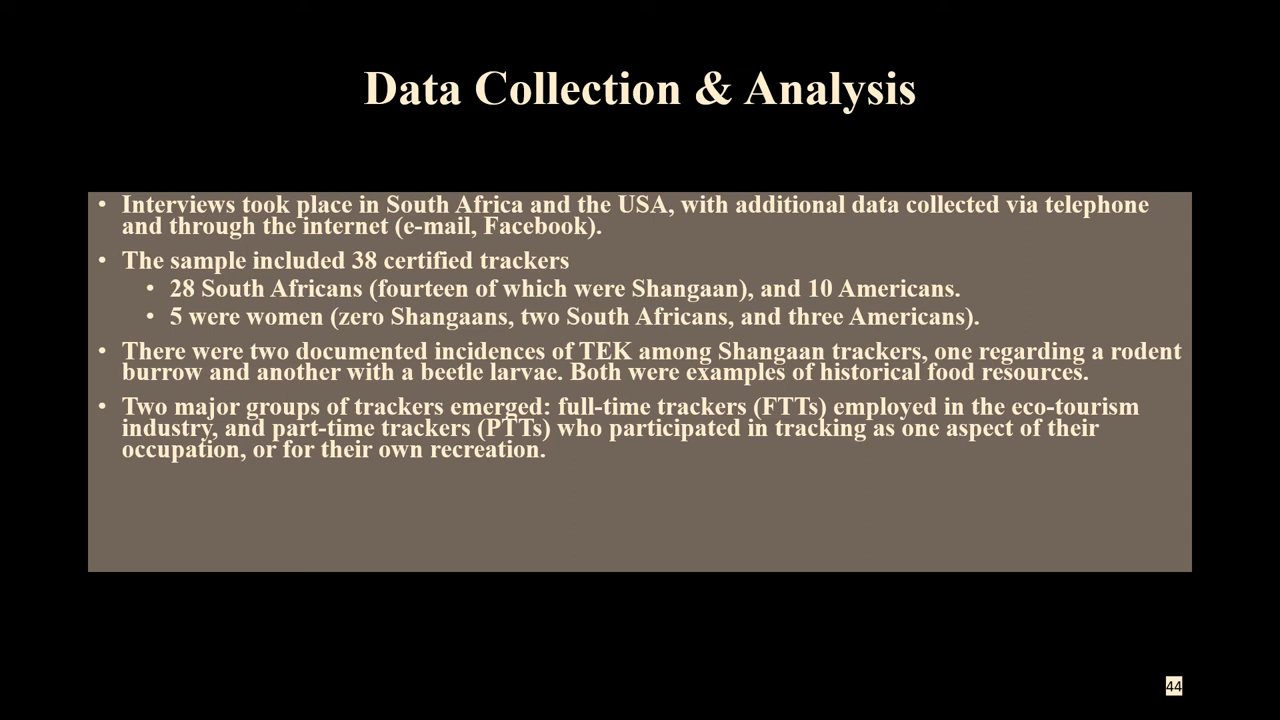 Data Collection & Analysis
• Interviews took place in South Africa and the USA, with additional data collected via telephone
and through the internet (e-mail, Facebook).
• The sample included 38 certified trackers
• 28 South Africans (fourteen of which were Shangaan), and 10 Americans.
• 5 were women (zero Shangaans, two South Africans, and three Americans).
• There were two documented incidences of TEK among Shangaan trackers, one regarding a rodent
burrow and another with a beetle larvae. Both were examples of historical food resources.
• Two major groups of trackers emerged: full-time trackers (FTTs) employed in the eco-tourism
industry, and part-time trackers (PTTs) who participated in tracking as one aspect of their
occupation, or for their own recreation.
44